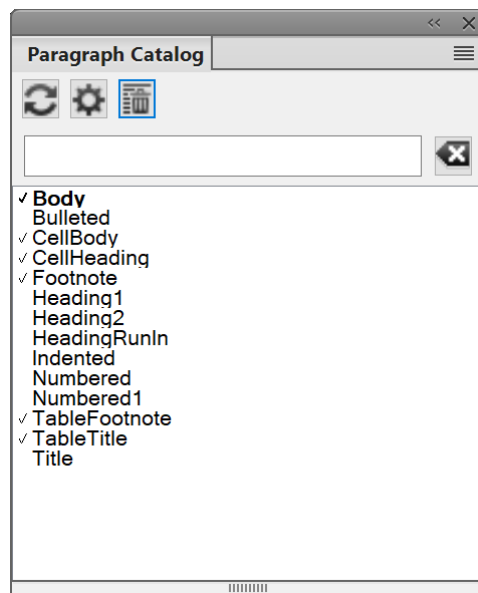 Paragraph Catalog
✓ Body
Bulleted
✓ CellBody
✓ CellHeading
✓ Footnote
Heading1
Heading2
HeadingRunIn
Indented
Numbered
Numbered1
✓ TableFootnote
✓ TableTitle
Title